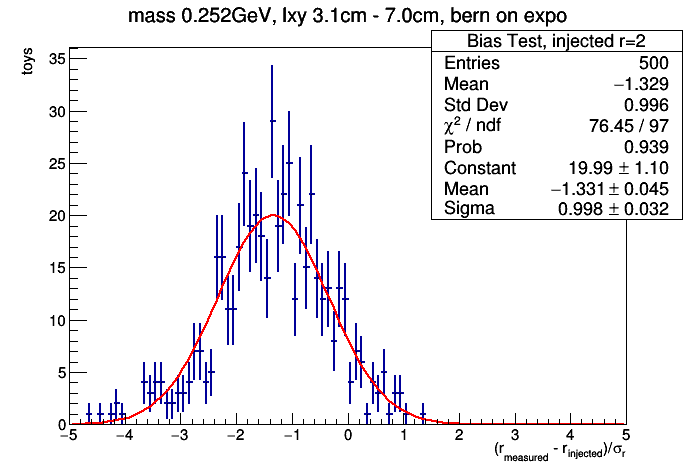 mass 0.252GeV, lxy 3.1cm - 7.0cm, bern on expo
toys
Bias Test, injected r=2
Entries 500
Mean −1.329
Std Dev 0.996
χ² / ndf 76.45 / 97
Prob 0.939
Constant 19.99 ± 1.10
Mean −1.331 ± 0.045
Sigma 0.998 ± 0.032
35
30
25
20
15
10
5
0
−5 −4 −3 −2 −1 0 1 2 3 4 5
(r_measured - r_injected)/σ_r